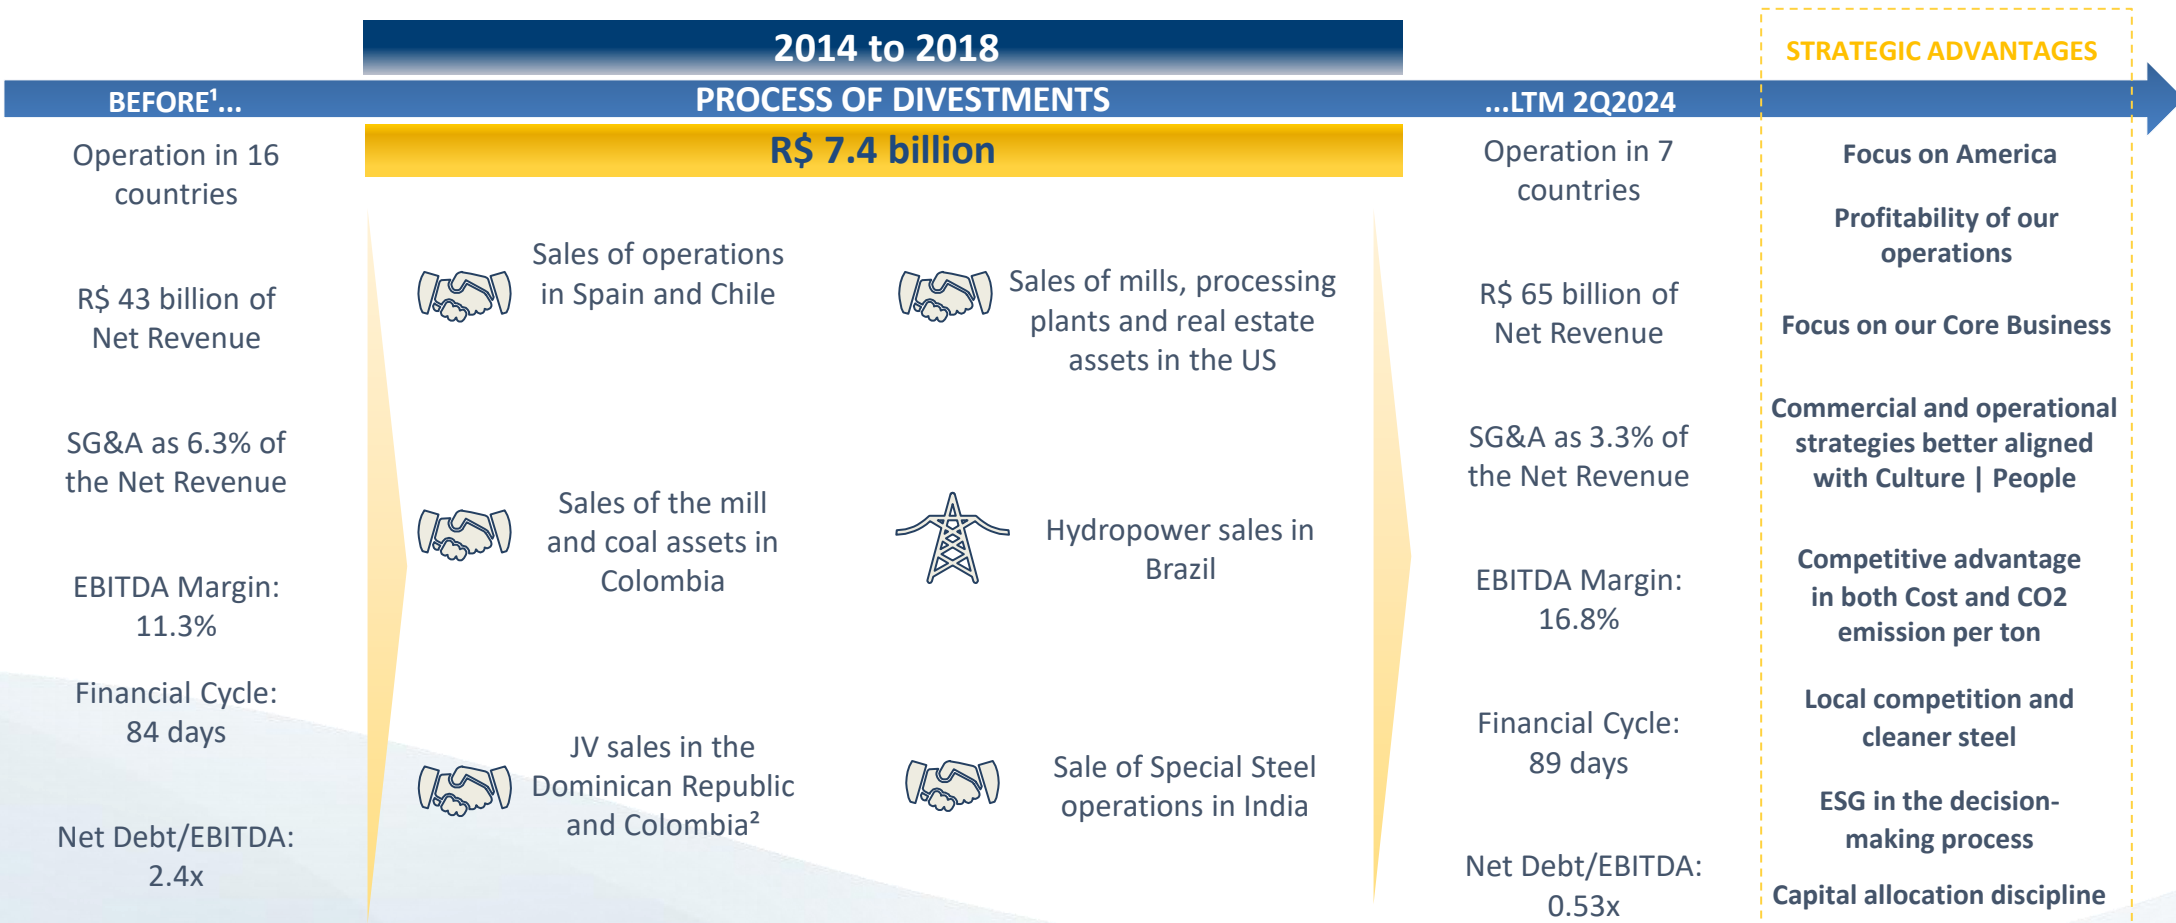 2014 to 2018
STRATEGIC ADVANTAGES
BEFORE¹...
PROCESS OF DIVESTMENTS
...LTM 2Q2024
R$ 7.4 billion
Operation in 16
countries
R$ 43 billion of
Net Revenue
SG&A as 6.3% of
the Net Revenue
EBITDA Margin:
11.3%
Financial Cycle:
84 days
Net Debt/EBITDA:
2.4x
Sales of operations
in Spain and Chile
Sales of the mill
and coal assets in
Colombia
JV sales in the
Dominican Republic
and Colombia²
Sales of mills, processing
plants and real estate
assets in the US
Hydropower sales in
Brazil
Sale of Special Steel
operations in India
Operation in 7
countries
R$ 65 billion of
Net Revenue
SG&A as 3.3% of
the Net Revenue
EBITDA Margin:
16.8%
Financial Cycle:
89 days
Net Debt/EBITDA:
0.53x
Focus on America
Profitability of our
operations
Focus on our Core Business
Commercial and operational
strategies better aligned
with Culture | People
Competitive advantage
in both Cost and CO2
emission per ton
Local competition and
cleaner steel
ESG in the decision-
making process
Capital allocation discipline